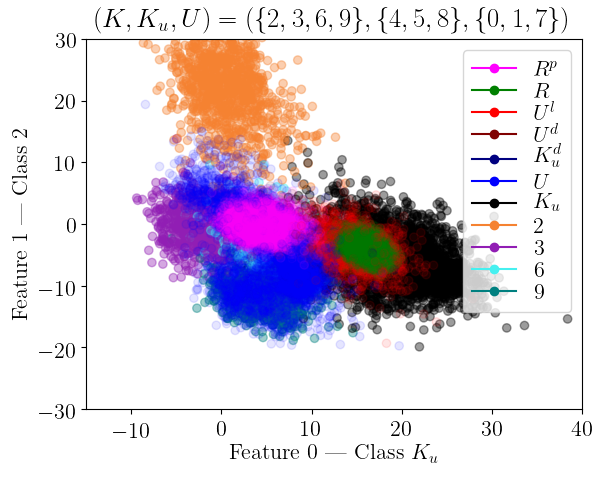 (K, K_u, U) = ({2, 3, 6, 9}, {4, 5, 8}, {0, 1, 7})
30
20
10
0
−10
−20
−30
Feature 1 — Class 2
R^p
R
U^l
U^d
K_u^d
U
K_u
2
3
6
9
−10 0 10 20 30 40
Feature 0 — Class K_u